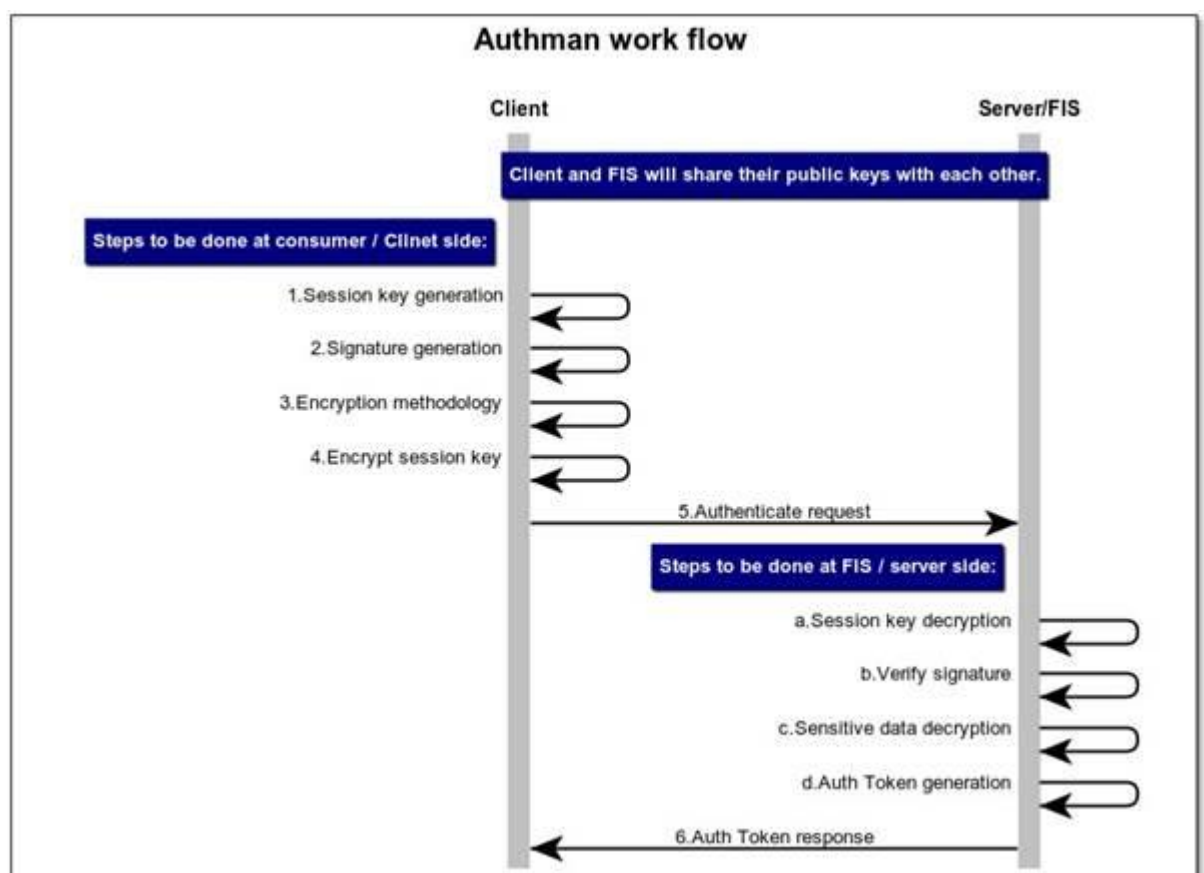 Authman work flow
Client
Server/FIS
Client and FIS will share their public keys with each other.
Steps to be done at consumer / Clinet side:
1.Session key generation
2.Signature generation
3.Encryption methodology
4.Encrypt session key
5.Authenticate request
Steps to be done at FIS / server side:
a.Session key decryption
b.Verify signature
c.Sensitive data decryption
d.Auth Token generation
6.Auth Token response